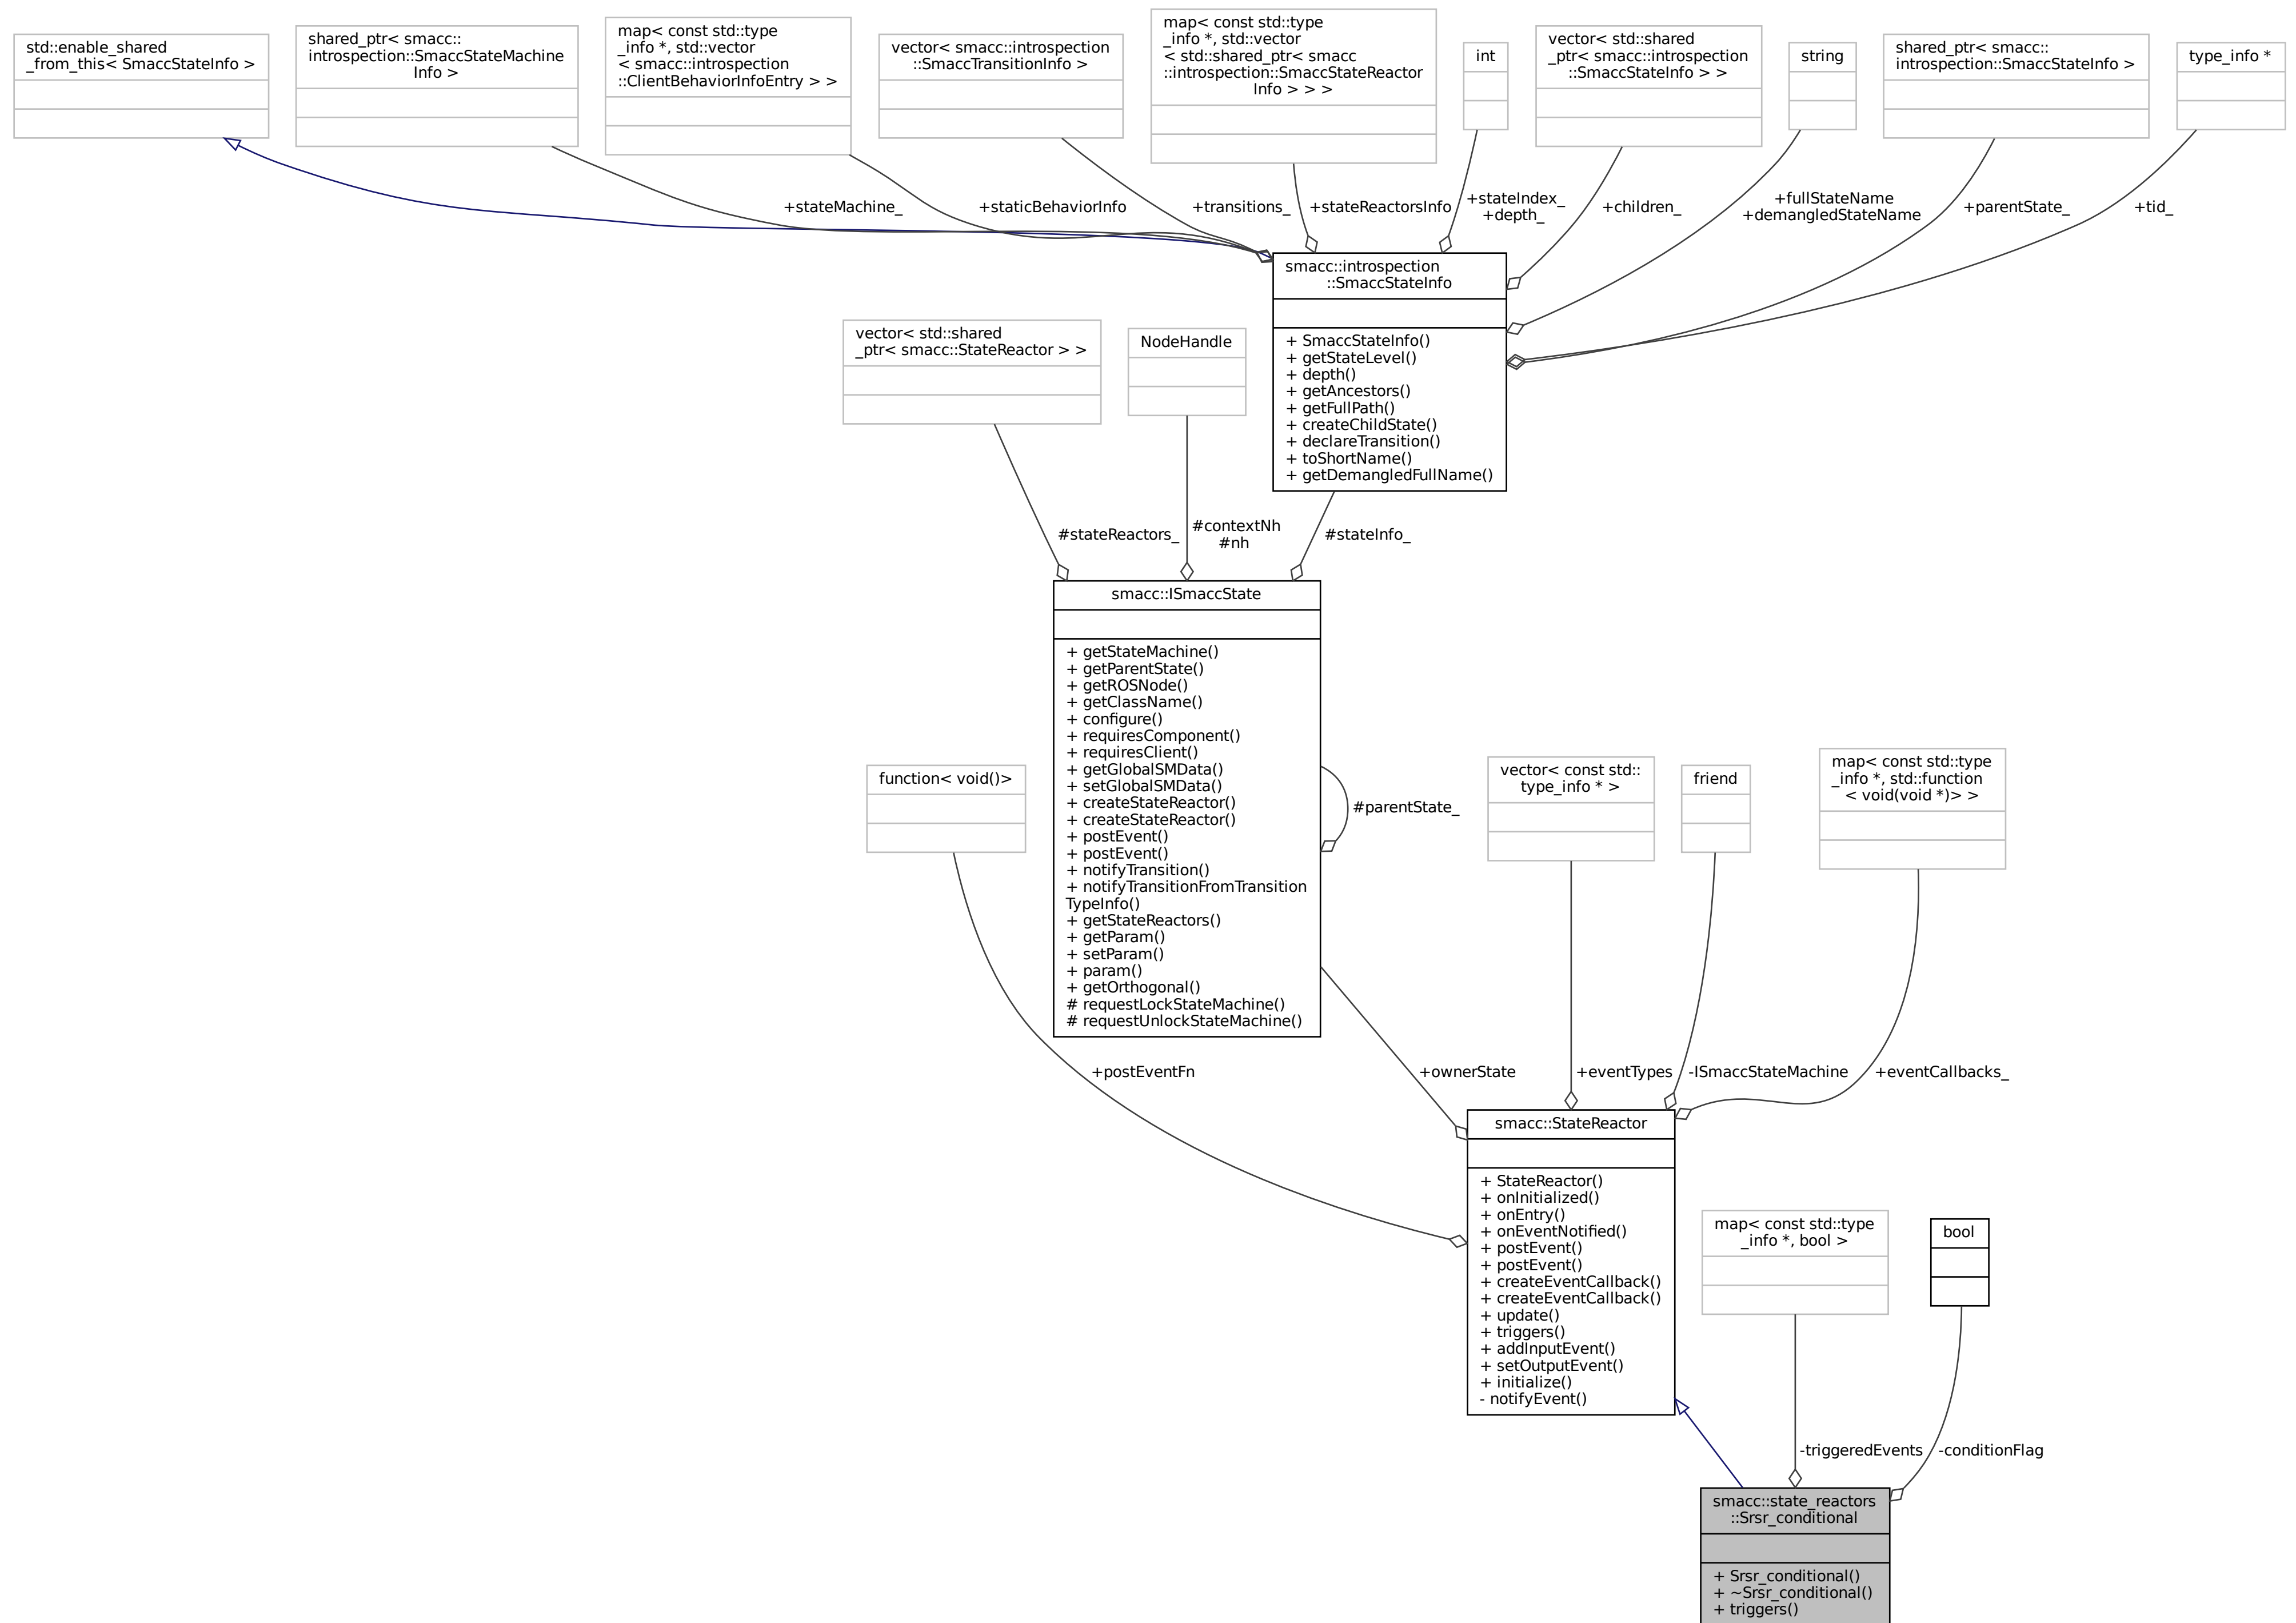 std::enable_shared
_from_this< SmaccStateInfo >
shared_ptr< smacc::
introspection::SmaccStateMachine
Info >
map< const std::type
_info *, std::vector
< smacc::introspection
::ClientBehaviorInfoEntry > >
vector< smacc::introspection
::SmaccTransitionInfo >
map< const std::type
_info *, std::vector
< std::shared_ptr< smacc
::introspection::SmaccStateReactor
Info > > >
int
vector< std::shared
_ptr< smacc::introspection
::SmaccStateInfo > >
string
shared_ptr< smacc::
introspection::SmaccStateInfo >
type_info *
+stateMachine_
+staticBehaviorInfo
+transitions_
+stateReactorsInfo
+stateIndex_
+depth_
+children_
+fullStateName
+demangledStateName
+parentState_
+tid_
smacc::introspection
::SmaccStateInfo
+ SmaccStateInfo()
+ getStateLevel()
+ depth()
+ getAncestors()
+ getFullPath()
+ createChildState()
+ declareTransition()
+ toShortName()
+ getDemangledFullName()
vector< std::shared
_ptr< smacc::StateReactor > >
NodeHandle
#stateReactors_
#contextNh
#nh
#stateInfo_
smacc::ISmaccState
+ getStateMachine()
+ getParentState()
+ getROSNode()
+ getClassName()
+ configure()
+ requiresComponent()
+ requiresClient()
+ getGlobalSMData()
+ setGlobalSMData()
+ createStateReactor()
+ createStateReactor()
+ postEvent()
+ postEvent()
+ notifyTransition()
+ notifyTransitionFromTransition
TypeInfo()
+ getStateReactors()
+ getParam()
+ setParam()
+ param()
+ getOrthogonal()
# requestLockStateMachine()
# requestUnlockStateMachine()
#parentState_
function< void()>
vector< const std::
type_info * >
friend
map< const std::type
_info *, std::function
< void(void *)> >
+postEventFn
+ownerState
+eventTypes
-ISmaccStateMachine
+eventCallbacks_
smacc::StateReactor
+ StateReactor()
+ onInitialized()
+ onEntry()
+ onEventNotified()
+ postEvent()
+ postEvent()
+ createEventCallback()
+ createEventCallback()
+ update()
+ triggers()
+ addInputEvent()
+ setOutputEvent()
+ initialize()
- notifyEvent()
map< const std::type
_info *, bool >
bool
-triggeredEvents
-conditionFlag
smacc::state_reactors
::Srsr_conditional
+ Srsr_conditional()
+ ~Srsr_conditional()
+ triggers()